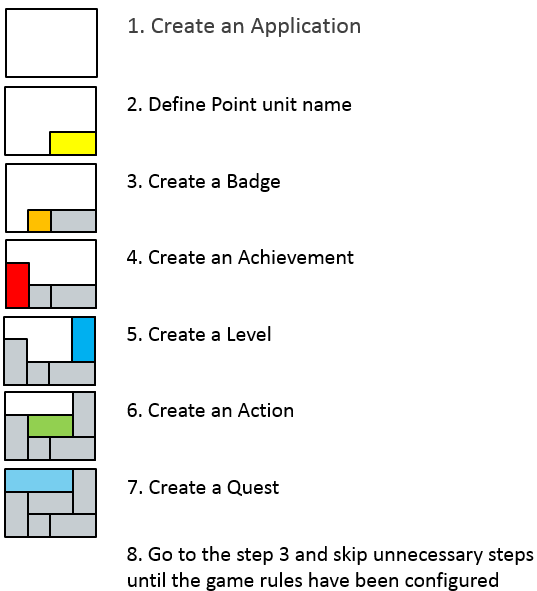 1. Create an Application
2. Define Point unit name
3. Create a Badge
4. Create an Achievement
5. Create a Level
6. Create an Action
7. Create a Quest
8. Go to the step 3 and skip unnecessary steps
until the game rules have been configured